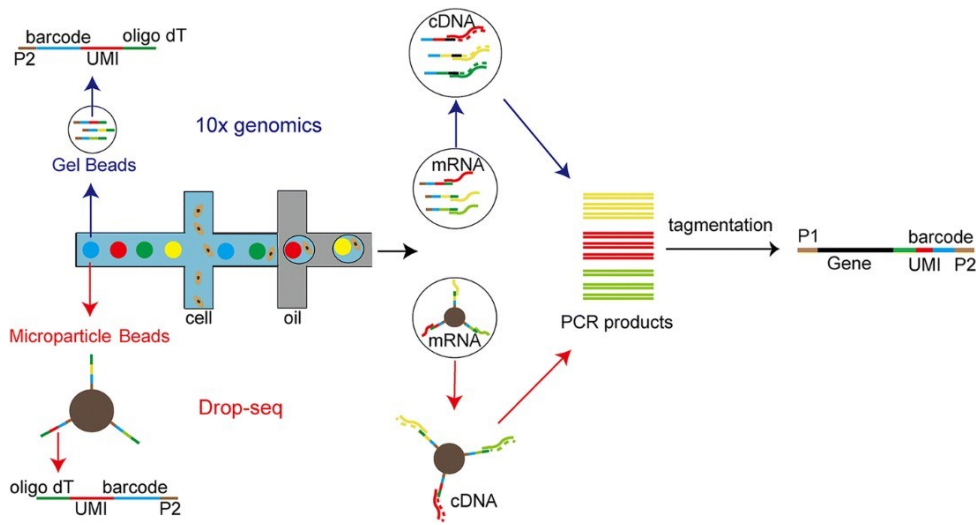 barcode oligo dT
P2 UMI
Gel Beads
10x genomics
cDNA
mRNA
cell oil
mRNA
cDNA
Microparticle Beads
Drop-seq
oligo dT barcode
UMI P2
PCR products
tagmentation
P1 barcode
Gene UMI P2